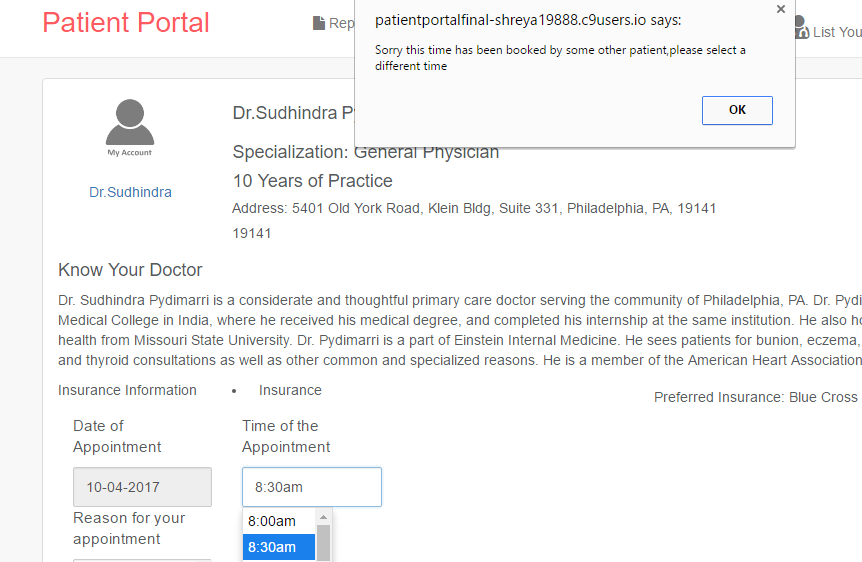 Patient Portal
patientportalfinal-shreya19888.c9users.io says:
Sorry this time has been booked by some other patient,please select a
different time
OK
My Account
Dr.Sudhindra
Dr.Sudhindra
Specialization: General Physician
10 Years of Practice
Address: 5401 Old York Road, Klein Bldg, Suite 331, Philadelphia, PA, 19141
19141
Know Your Doctor
Dr. Sudhindra Pydimarri is a considerate and thoughtful primary care doctor serving the community of Philadelphia, PA. Dr.
Medical College in India, where he received his medical degree, and completed his internship at the same institution. He also
health from Missouri State University. Dr. Pydimarri is a part of Einstein Internal Medicine. He sees patients for bunion, eczema,
and thyroid consultations as well as other common and specialized reasons. He is a member of the American Heart Association
Insurance Information • Insurance
Preferred Insurance: Blue Cross
Date of
Appointment
Time of the
Appointment
10-04-2017
8:30am
8:00am
8:30am
Reason for your
appointment